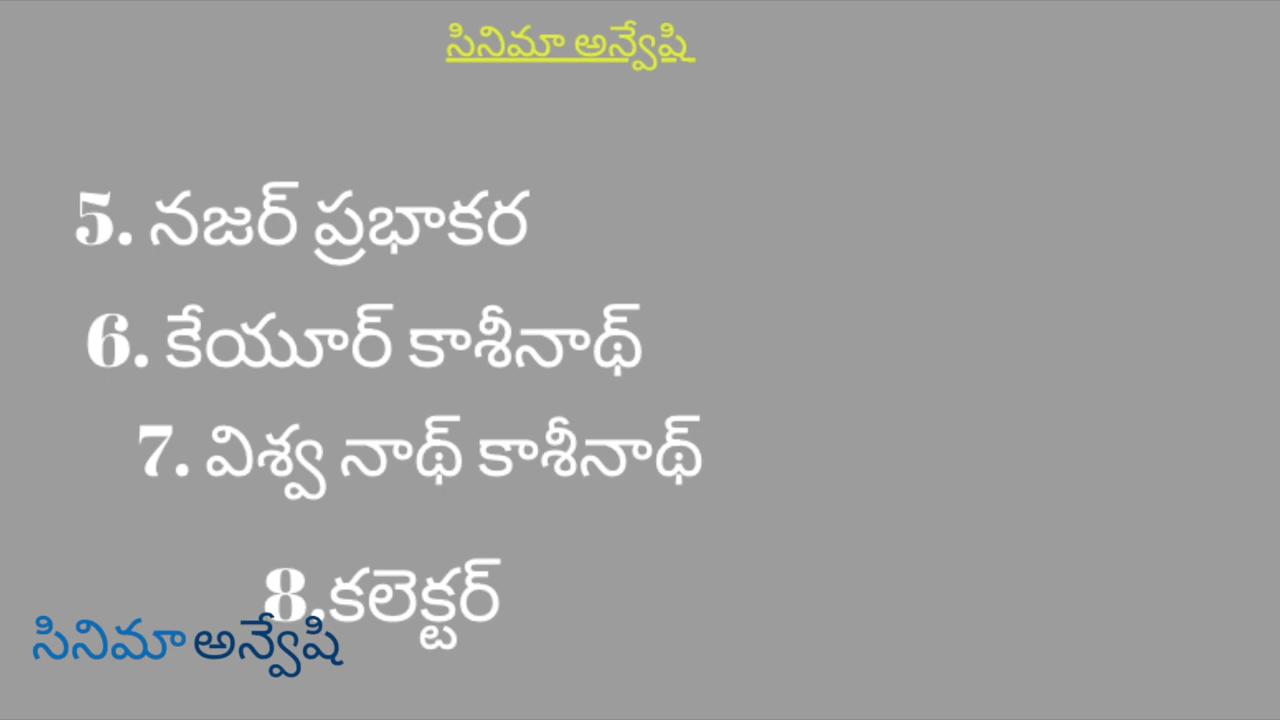 సినిమా అన్వేషి
5. నజర్ ప్రభాకర
6. కేయూర్ కాశీనాథ్
7. విశ్వ నాథ్ కాశీనాథ్
8.కలెక్టర్
సినిమా అన్వేషి